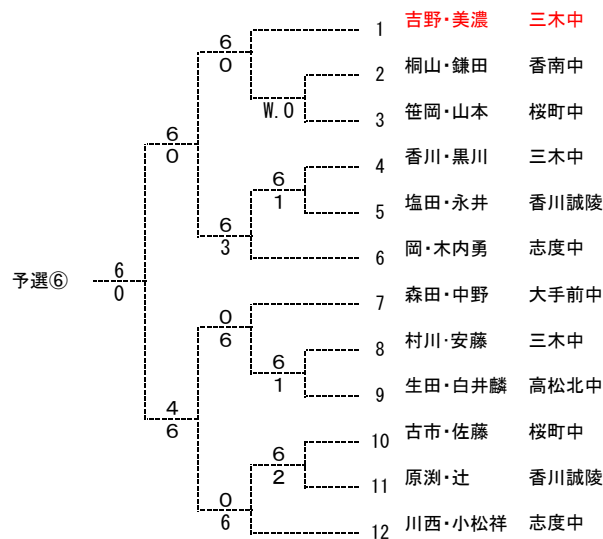 1 吉野・美濃 三木中
6
0
2 桐山・鎌田 香南中
W.O
3 笹岡・山本 桜町中
6
0
4 香川・黒川 三木中
6
1
5 塩田・永井 香川誠陵
6
3
6 岡・木内勇 志度中
予選⑥
6
0
7 森田・中野 大手前中
0
6
8 村川・安藤 三木中
6
1
9 生田・白井麟 高松北中
4
6
10 古市・佐藤 桜町中
6
2
11 原渕・辻 香川誠陵
0
6
12 川西・小松祥 志度中